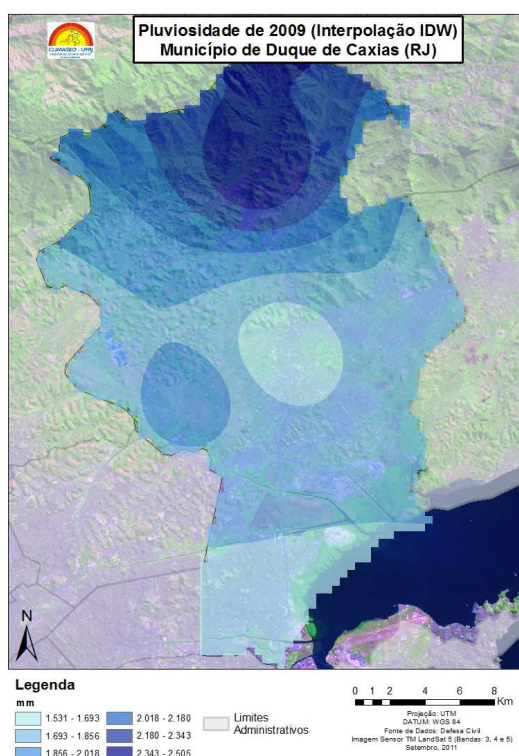 Pluviosidade de 2009 (Interpolação IDW)
Município de Duque de Caxias (RJ)
CLIMAGEO - UFRJ
N
Legenda
mm
1.531 - 1.693
1.693 - 1.856
1.856 - 2.018
2.018 - 2.180
2.180 - 2.343
2.343 - 2.505
Limites
Administrativos
0 1 2 4 6 8
Km
Projeção: UTM
DATUM: WGS 84
Fonte de Dados: Defesa Civil
Imagem Sensor TM LandSat 5 (Bandas: 3, 4 e 5)
Setembro, 2011